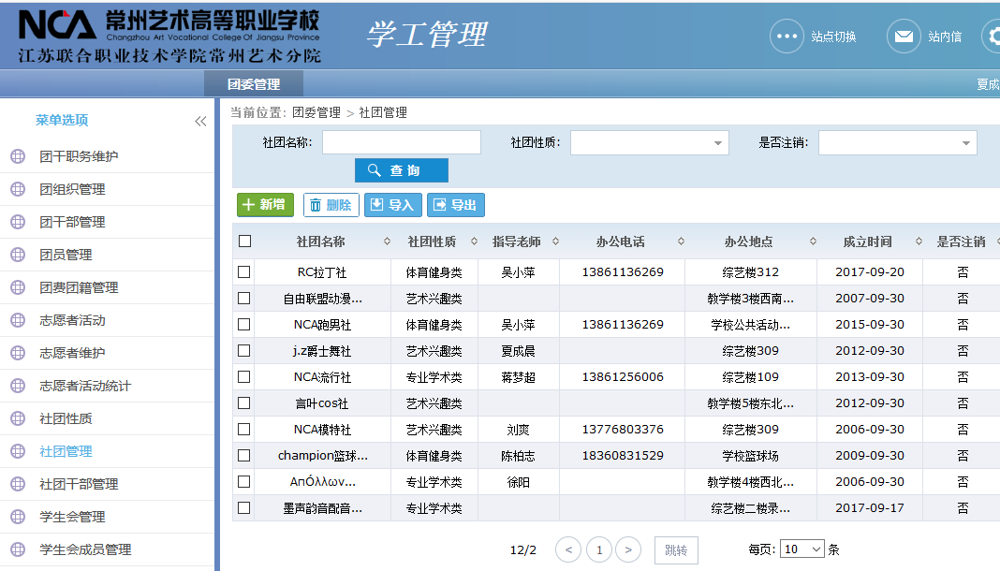 NCA 常州艺术高等职业学校
Changzhou Art Vocational College Of Jiangsu Province
江苏联合职业技术学院常州艺术分院
学工管理
站点切换 站内信
团委管理 夏成
菜单选项
团干职务维护
团组织管理
团干部管理
团员管理
团费团籍管理
志愿者活动
志愿者维护
志愿者活动统计
社团性质
社团管理
社团干部管理
学生会管理
学生会成员管理
当前位置: 团委管理 > 社团管理
社团名称: 社团性质: 是否注销:
查 询
新增 删除 导入 导出
社团名称 社团性质 指导老师 办公电话 办公地点 成立时间 是否注销
RC拉丁社 体育健身类 吴小萍 13861136269 综艺楼312 2017-09-20 否
自由联盟动漫... 艺术兴趣类 教学楼3楼西南... 2007-09-30 否
NCA跑男社 体育健身类 吴小萍 13861136269 学校公共活动... 2015-09-30 否
j.z爵士舞社 艺术兴趣类 夏成晨 综艺楼309 2012-09-30 否
NCA流行社 专业学术类 蒋梦超 13861256006 综艺楼109 2013-09-30 否
言叶cos社 艺术兴趣类 教学楼5楼东北... 2012-09-30 否
NCA模特社 艺术兴趣类 刘爽 13776803376 综艺楼309 2006-09-30 否
champion篮球... 体育健身类 陈柏志 18360831529 学校篮球场 2009-09-30 否
AπÓλλων... 专业学术类 徐阳 教学楼4楼西北... 2006-09-30 否
墨声韵音配音... 专业学术类 综艺楼二楼录... 2017-09-17 否
12/2 < 1 > 跳转 每页: 10 条